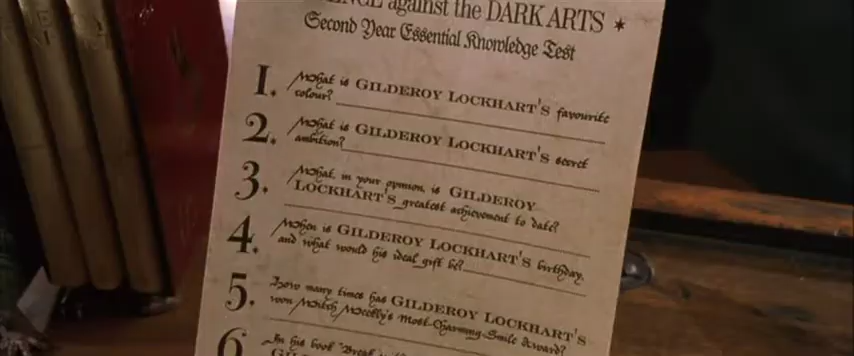 against the DARK ARTS *
Second Year Essential Knowledge Test
1. What is GILDEROY LOCKHART'S favourite
colour?
2. What is GILDEROY LOCKHART'S secret
ambition?
3. What, in your opinion, is GILDEROY
LOCKHART'S greatest achievement to date?
4. When is GILDEROY LOCKHART'S birthday,
and what would his ideal gift be?
5. How many times has GILDEROY LOCKHART'S
won Witch Weekly's Most-Charming-Smile Award?
6 In his book "Break